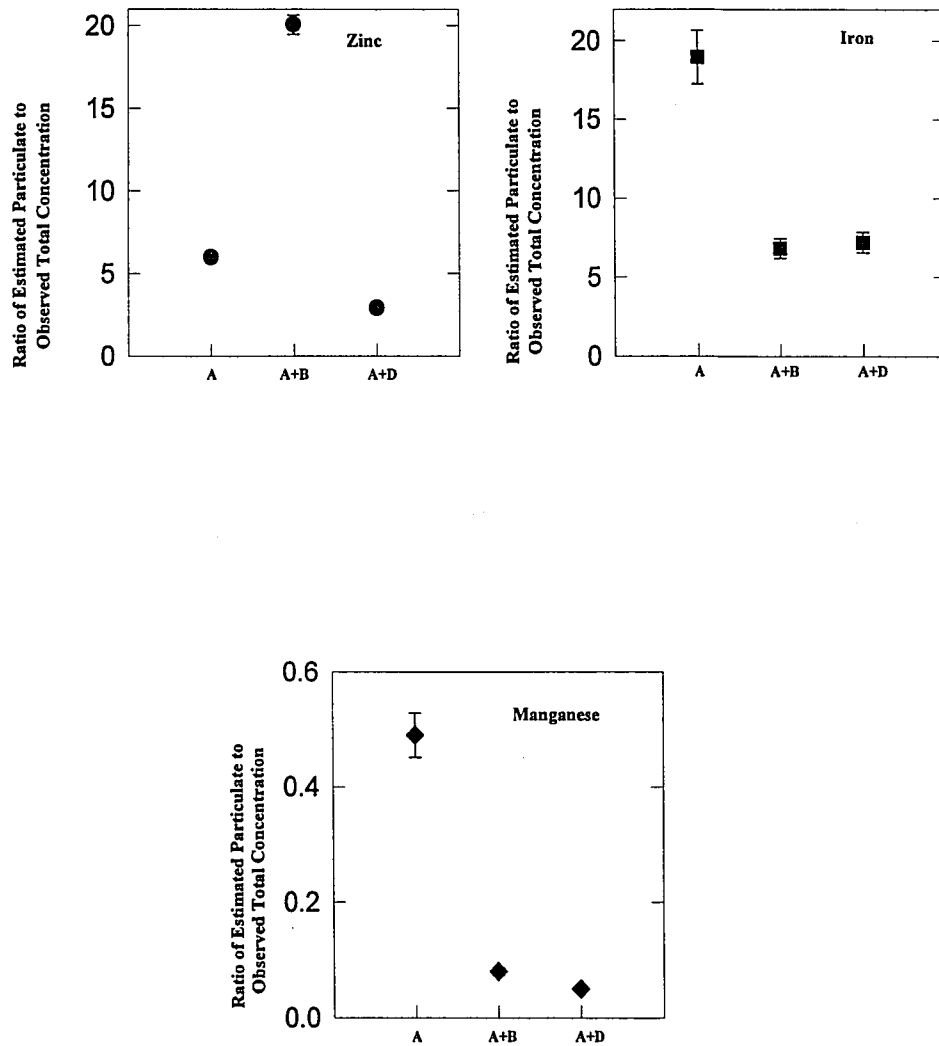 Zinc
Ratio of Estimated Particulate to
Observed Total Concentration
20
15
10
5
0
A
A+B
A+D
Iron
Ratio of Estimated Particulate to
Observed Total Concentration
20
15
10
5
0
A
A+B
A+D
Manganese
Ratio of Estimated Particulate to
Observed Total Concentration
0.6
0.4
0.2
0.0
A
A+B
A+D